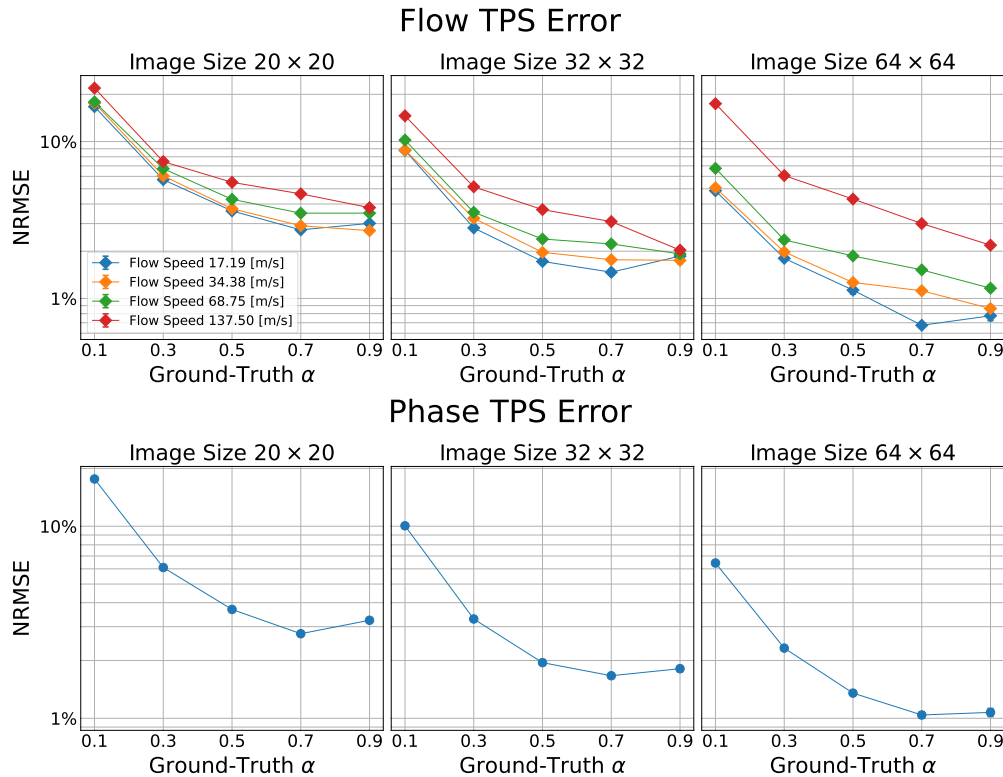 Flow TPS Error
Image Size 20 × 20
Image Size 32 × 32
Image Size 64 × 64
NRMSE
10%
1%
Flow Speed 17.19 [m/s]
Flow Speed 34.38 [m/s]
Flow Speed 68.75 [m/s]
Flow Speed 137.50 [m/s]
0.1 0.3 0.5 0.7 0.9
0.1 0.3 0.5 0.7 0.9
0.1 0.3 0.5 0.7 0.9
Ground-Truth α
Ground-Truth α
Ground-Truth α
Phase TPS Error
Image Size 20 × 20
Image Size 32 × 32
Image Size 64 × 64
NRMSE
10%
1%
0.1 0.3 0.5 0.7 0.9
0.1 0.3 0.5 0.7 0.9
0.1 0.3 0.5 0.7 0.9
Ground-Truth α
Ground-Truth α
Ground-Truth α